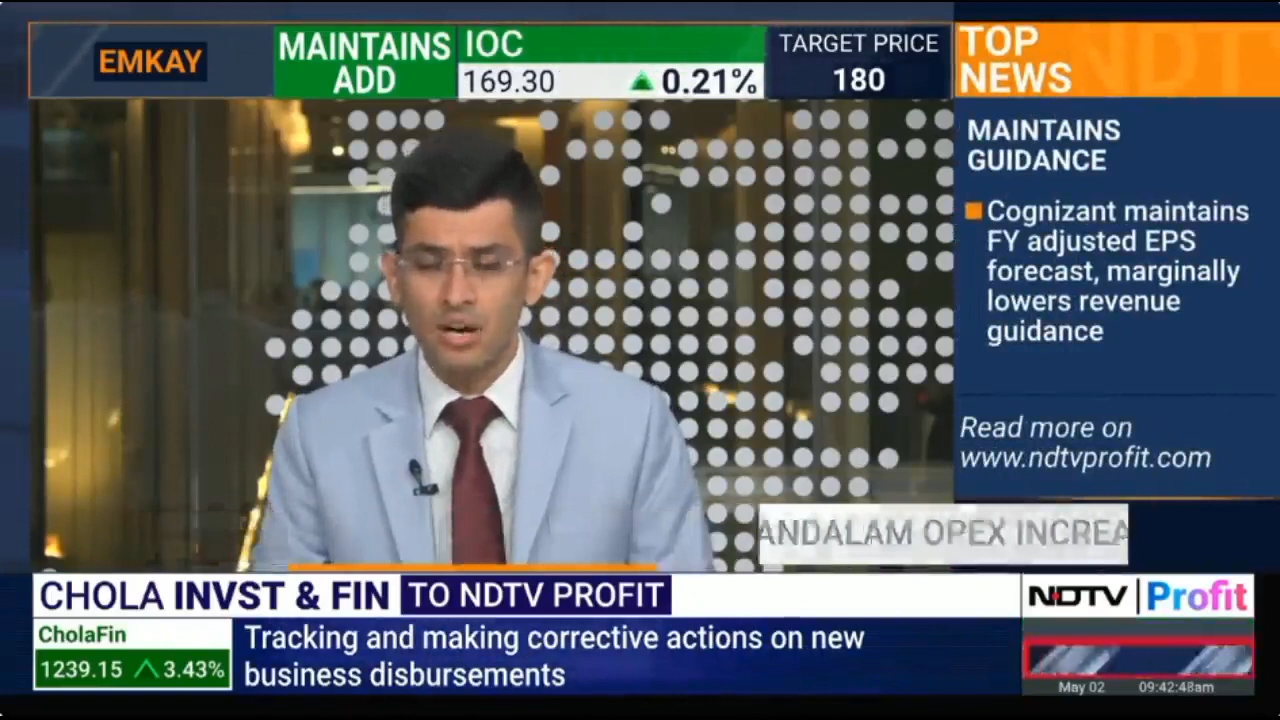 EMKAY
MAINTAINS
ADD
IOC
169.30 0.21%
TARGET PRICE
180
TOP
NEWS
MAINTAINS
GUIDANCE
Cognizant maintains
FY adjusted EPS
forecast, marginally
lowers revenue
guidance
Read more on
www.ndtvprofit.com
ANDALAM OPEX INCREA
CHOLA INVST & FIN TO NDTV PROFIT
NDTV Profit
CholaFin
1239.15 3.43%
Tracking and making corrective actions on new
business disbursements
May 02 09:42:48am